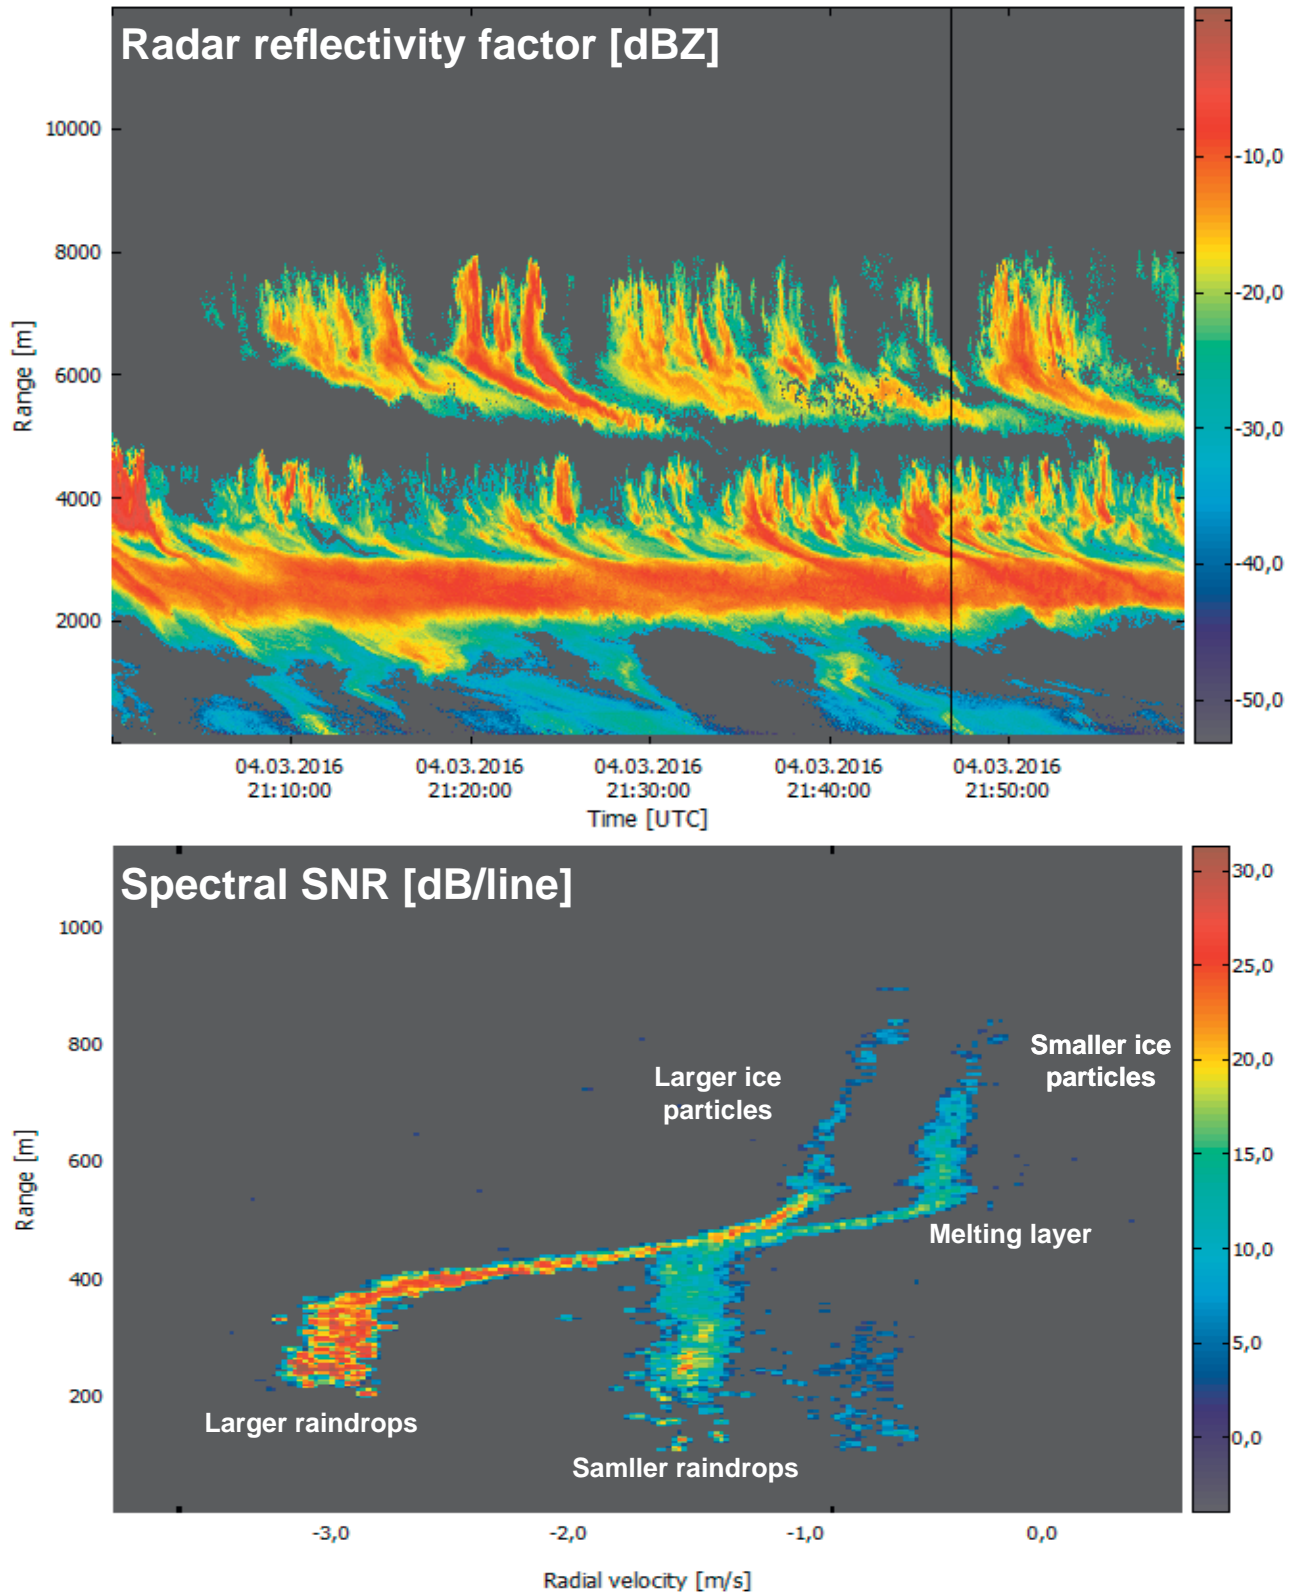 Radar reflectivity factor [dBZ]
10000
8000
6000
4000
2000
Range [m]
-10,0
-20,0
-30,0
-40,0
-50,0
04.03.2016
21:10:00
04.03.2016
21:20:00
04.03.2016
21:30:00
04.03.2016
21:40:00
04.03.2016
21:50:00
Time [UTC]
Spectral SNR [dB/line]
1000
800
600
400
200
Range [m]
30,0
25,0
20,0
15,0
10,0
5,0
0,0
Larger ice
particles
Smaller ice
particles
Melting layer
Larger raindrops
Samller raindrops
-3,0
-2,0
-1,0
0,0
Radial velocity [m/s]